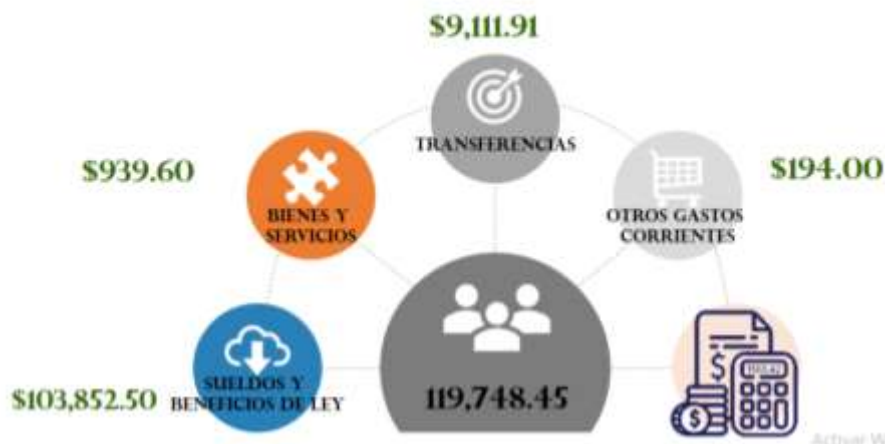 $9,111.91
TRANSFERENCIAS
$939.60
BIENES Y
SERVICIOS
$194.00
OTROS GASTOS
CORRIENTES
$103,852.50
SUELDOS Y
BENEFICIOS DE LEY
119,748.45
$
$
Activar W